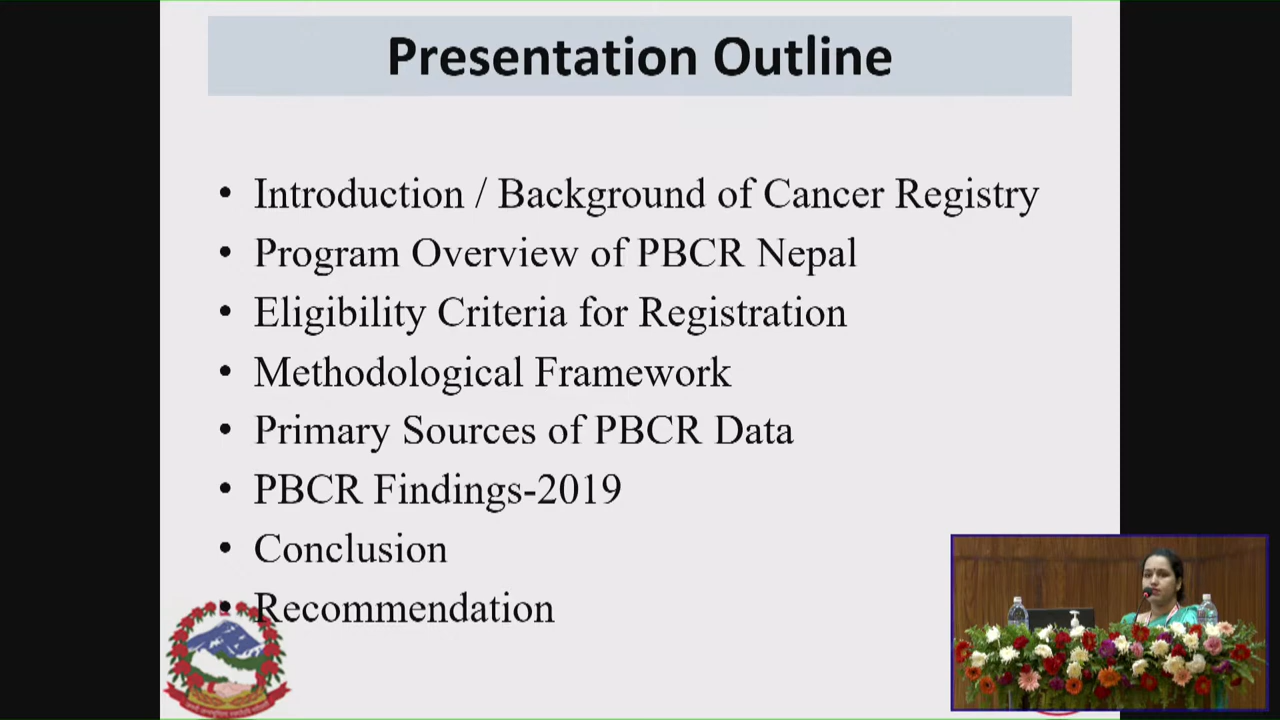 Presentation Outline
• Introduction / Background of Cancer Registry
• Program Overview of PBCR Nepal
• Eligibility Criteria for Registration
• Methodological Framework
• Primary Sources of PBCR Data
• PBCR Findings-2019
• Conclusion
• Recommendation